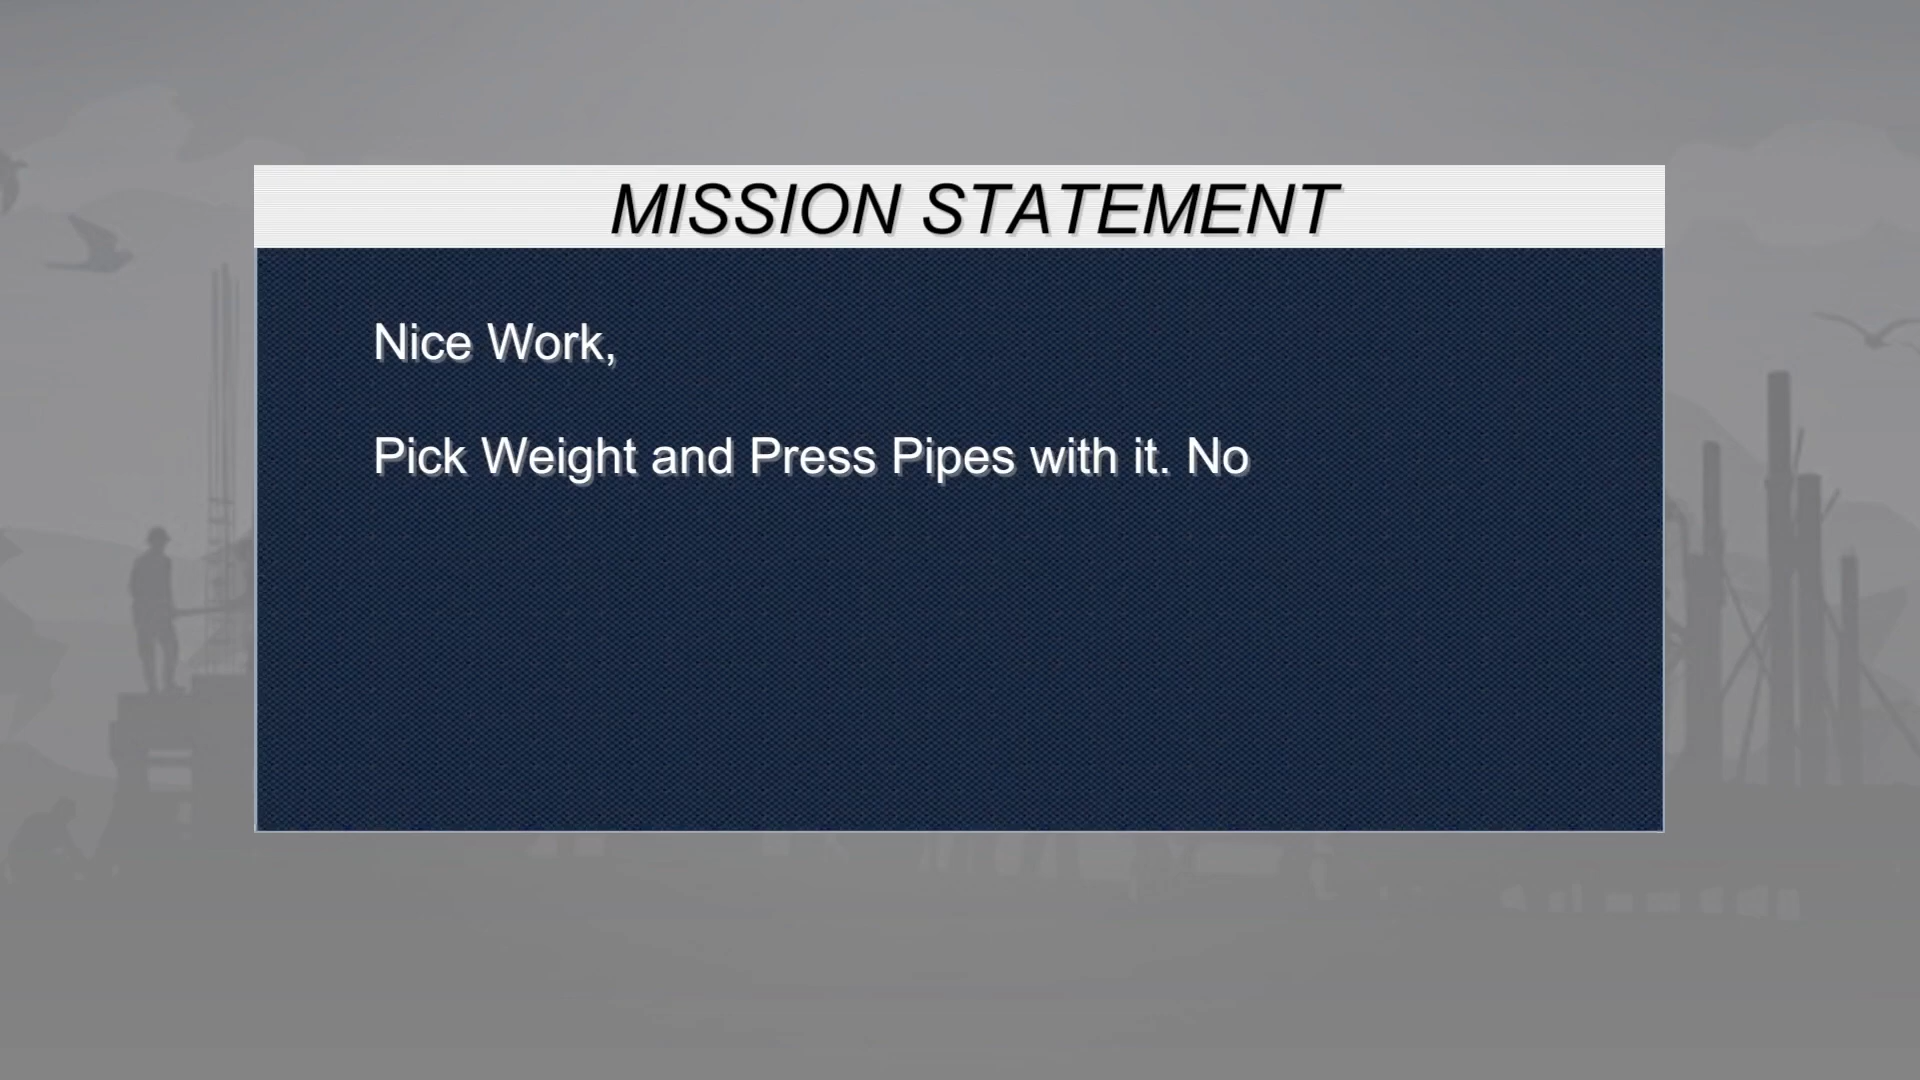 MISSION STATEMENT
Nice Work,
Pick Weight and Press Pipes with it. No